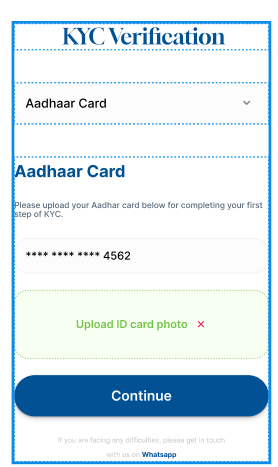 KYC Verification
Aadhaar Card
Aadhaar Card
Please upload your Aadhar card below for completing your first
step of KYC.
**** **** **** 4562
Upload ID card photo ×
Continue
If you are facing any difficulties, please get in touch
with us on Whatsapp